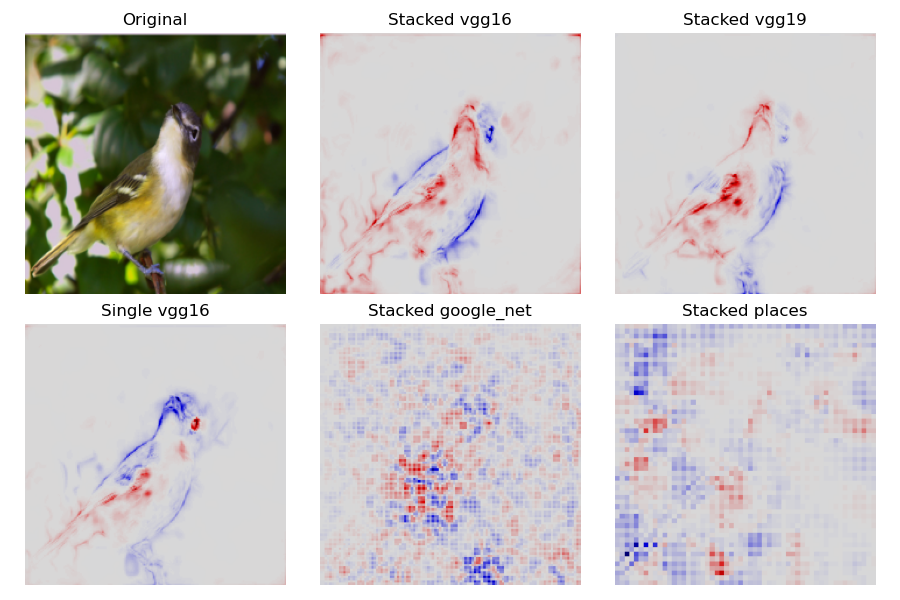 Original
Stacked vgg16
Stacked vgg19
Single vgg16
Stacked google_net
Stacked places